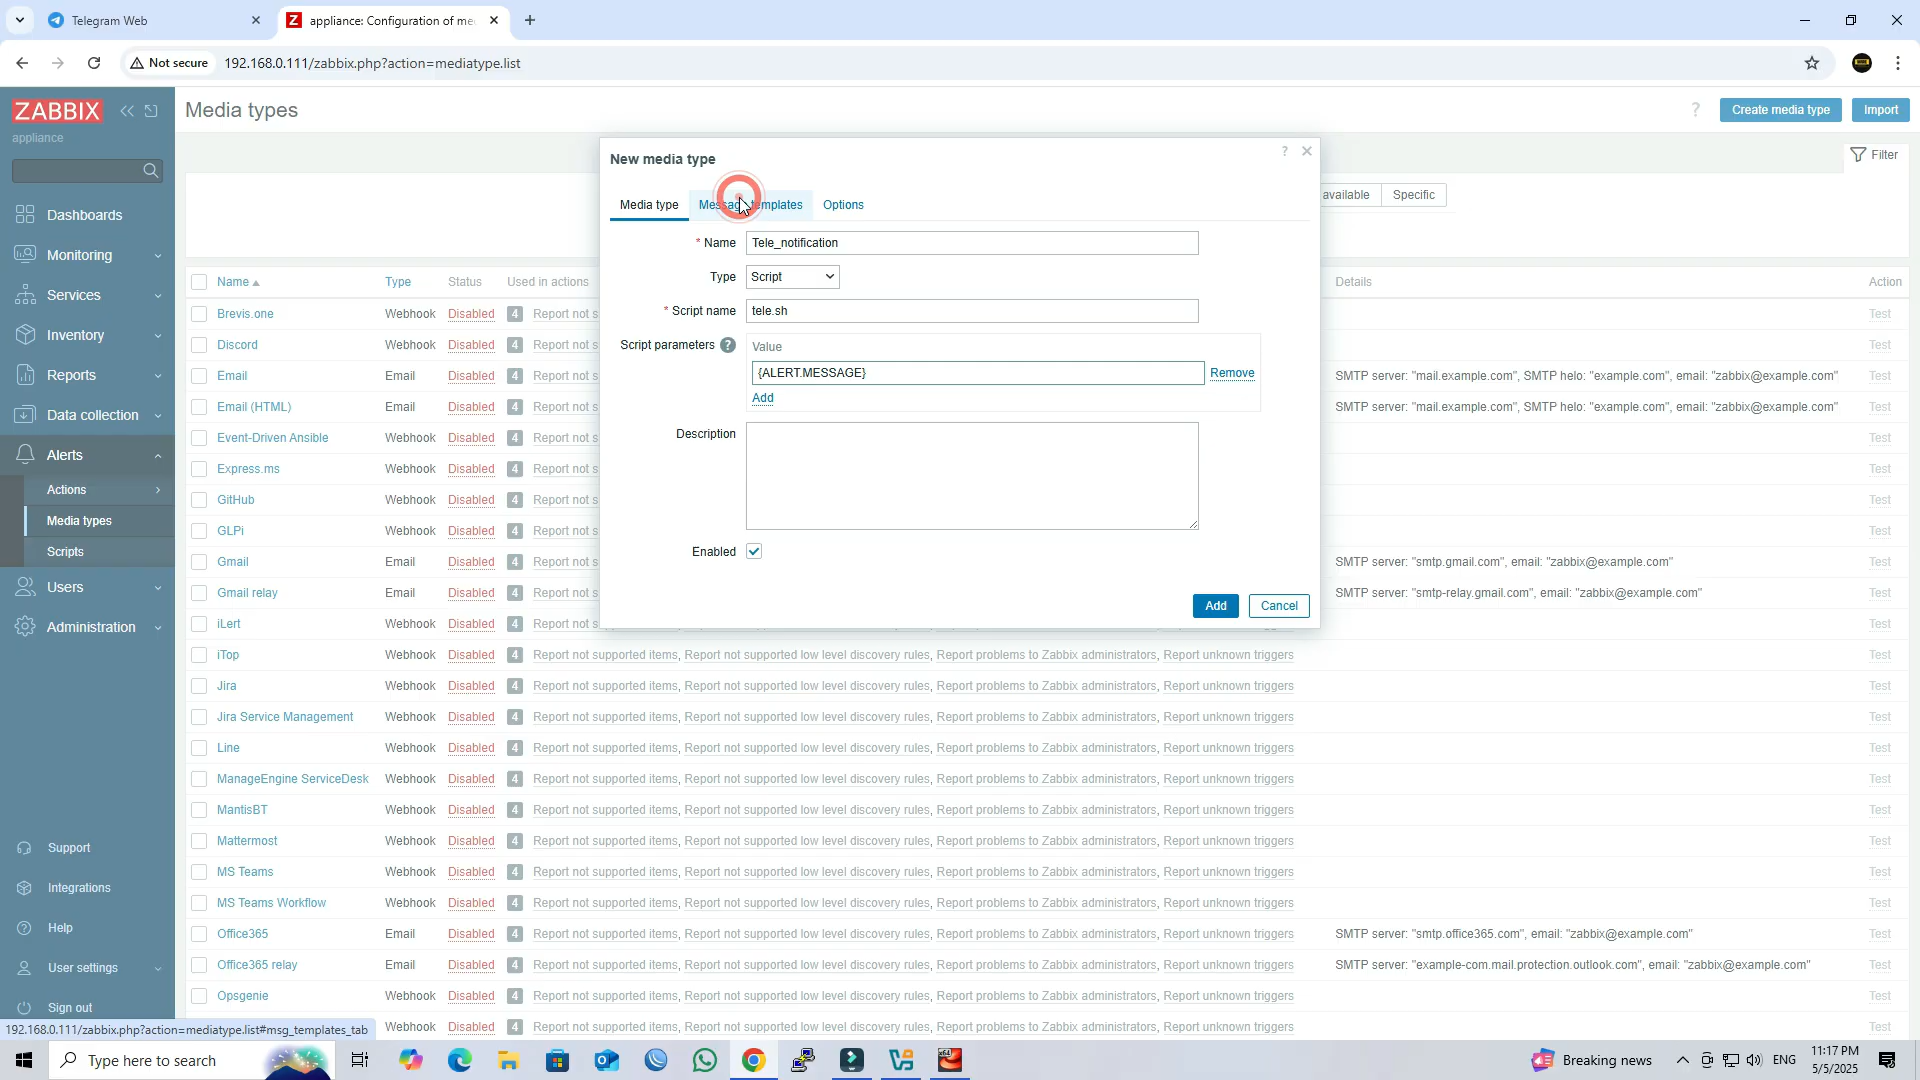 Telegram Web
appliance: Configuration of me
Not secure
192.168.0.111/zabbix.php?action=mediatype.list
ZABBIX
appliance
Media types
?
Create media type
Import
Filter
Dashboards
Monitoring
Services
Inventory
Reports
Data collection
Alerts
Actions
Media types
Scripts
Users
Administration
Support
Integrations
Help
User settings
Sign out
New media type
?
Media type
Message templates
Options
* Name
Tele_notification
Type
Script
* Script name
tele.sh
Script parameters ?
Value
{ALERT.MESSAGE}
Remove
Add
Description
Enabled
Add
Cancel
available
Specific
Name Type Status Used in actions Details Action
Brevis.one Webhook Disabled 4 Report not s Test
Discord Webhook Disabled 4 Report not s Test
Email Email Disabled 4 Report not s SMTP server: "mail.example.com", SMTP helo: "example.com", email: "zabbix@example.com" Test
Email (HTML) Email Disabled 4 Report not s SMTP server: "mail.example.com", SMTP helo: "example.com", email: "zabbix@example.com" Test
Event-Driven Ansible Webhook Disabled 4 Report not s Test
Express.ms Webhook Disabled 4 Report not s Test
GitHub Webhook Disabled 4 Report not s Test
GLPi Webhook Disabled 4 Report not s Test
Gmail Email Disabled 4 Report not s SMTP server: "smtp.gmail.com", email: "zabbix@example.com" Test
Gmail relay Email Disabled 4 Report not s SMTP server: "smtp-relay.gmail.com", email: "zabbix@example.com" Test
iLert Webhook Disabled 4 Report not s Test
iTop Webhook Disabled 4 Report not supported items, Report not supported low level discovery rules, Report problems to Zabbix administrators, Report unknown triggers Test
Jira Webhook Disabled 4 Report not supported items, Report not supported low level discovery rules, Report problems to Zabbix administrators, Report unknown triggers Test
Jira Service Management Webhook Disabled 4 Report not supported items, Report not supported low level discovery rules, Report problems to Zabbix administrators, Report unknown triggers Test
Line Webhook Disabled 4 Report not supported items, Report not supported low level discovery rules, Report problems to Zabbix administrators, Report unknown triggers Test
ManageEngine ServiceDesk Webhook Disabled 4 Report not supported items, Report not supported low level discovery rules, Report problems to Zabbix administrators, Report unknown triggers Test
MantisBT Webhook Disabled 4 Report not supported items, Report not supported low level discovery rules, Report problems to Zabbix administrators, Report unknown triggers Test
Mattermost Webhook Disabled 4 Report not supported items, Report not supported low level discovery rules, Report problems to Zabbix administrators, Report unknown triggers Test
MS Teams Webhook Disabled 4 Report not supported items, Report not supported low level discovery rules, Report problems to Zabbix administrators, Report unknown triggers Test
MS Teams Workflow Webhook Disabled 4 Report not supported items, Report not supported low level discovery rules, Report problems to Zabbix administrators, Report unknown triggers Test
Office365 Email Disabled 4 Report not supported items, Report not supported low level discovery rules, Report problems to Zabbix administrators, Report unknown triggers SMTP server: "smtp.office365.com", email: "zabbix@example.com" Test
Office365 relay Email Disabled 4 Report not supported items, Report not supported low level discovery rules, Report problems to Zabbix administrators, Report unknown triggers SMTP server: "example-com.mail.protection.outlook.com", email: "zabbix@example.com" Test
Opsgenie Webhook Disabled 4 Report not supported items, Report not supported low level discovery rules, Report problems to Zabbix administrators, Report unknown triggers Test
Webhook Disabled 4 Report not supported items, Report not supported low level discovery rules, Report problems to Zabbix administrators, Report unknown triggers Test
192.168.0.111/zabbix.php?action=mediatype.list#msg_templates_tab
Type here to search
Breaking news
ENG
11:17 PM
5/5/2025